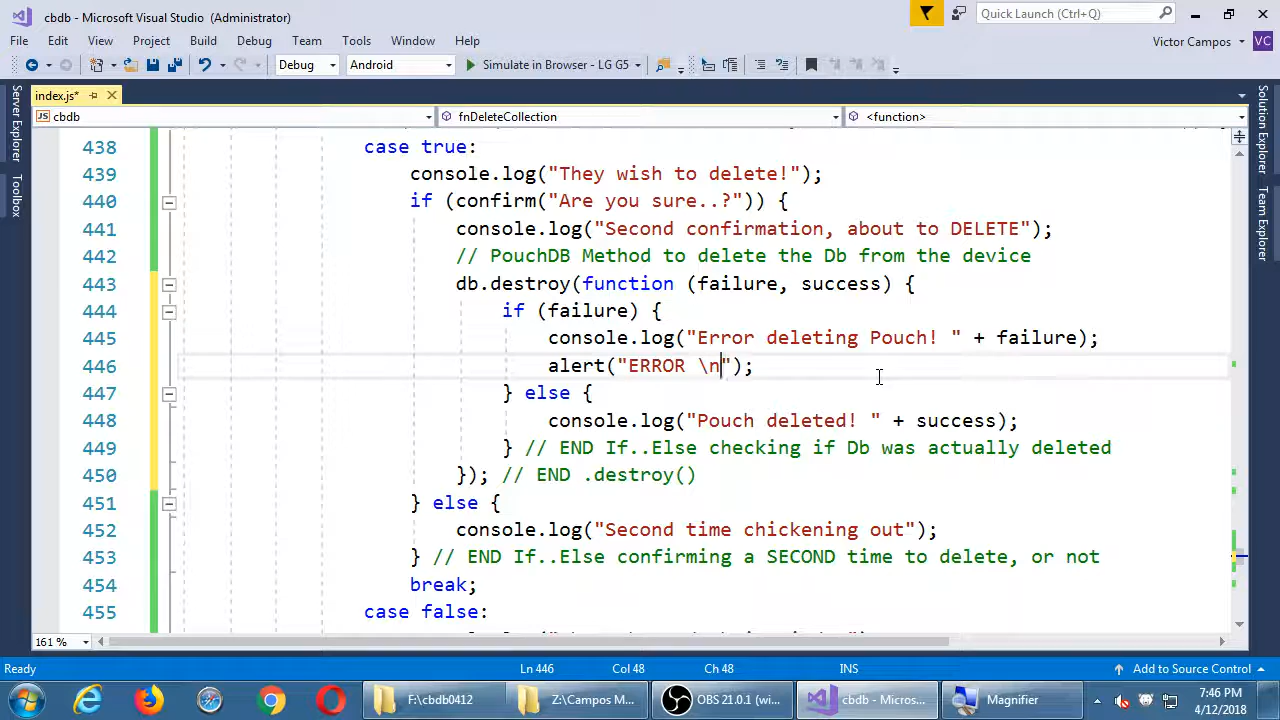 cbdb - Microsoft Visual Studio (Administrator)
Quick Launch (Ctrl+Q)
File Edit View Project Build Debug Team Tools Window Help
Victor Campos VC
Debug Android Simulate in Browser - LG G5
index.js*
JS cbdb fnDeleteCollection <function>
Server Explorer
Toolbox
Solution Explorer
Team Explorer
438 case true:
439 console.log("They wish to delete!");
440 if (confirm("Are you sure..?")) {
441 console.log("Second confirmation, about to DELETE");
442 // PouchDB Method to delete the Db from the device
443 db.destroy(function (failure, success) {
444 if (failure) {
445 console.log("Error deleting Pouch! " + failure);
446 alert("ERROR \n");
447 } else {
448 console.log("Pouch deleted! " + success);
449 } // END If..Else checking if Db was actually deleted
450 }); // END .destroy()
451 } else {
452 console.log("Second time chickening out");
453 } // END If..Else confirming a SECOND time to delete, or not
454 break;
455 case false:
161 %
Ready Ln 446 Col 48 Ch 48 INS Add to Source Control
F:\cbdb0412 Z:\Campos M... OBS 21.0.1 (wi... cbdb - Microso... Magnifier
7:46 PM
4/12/2018